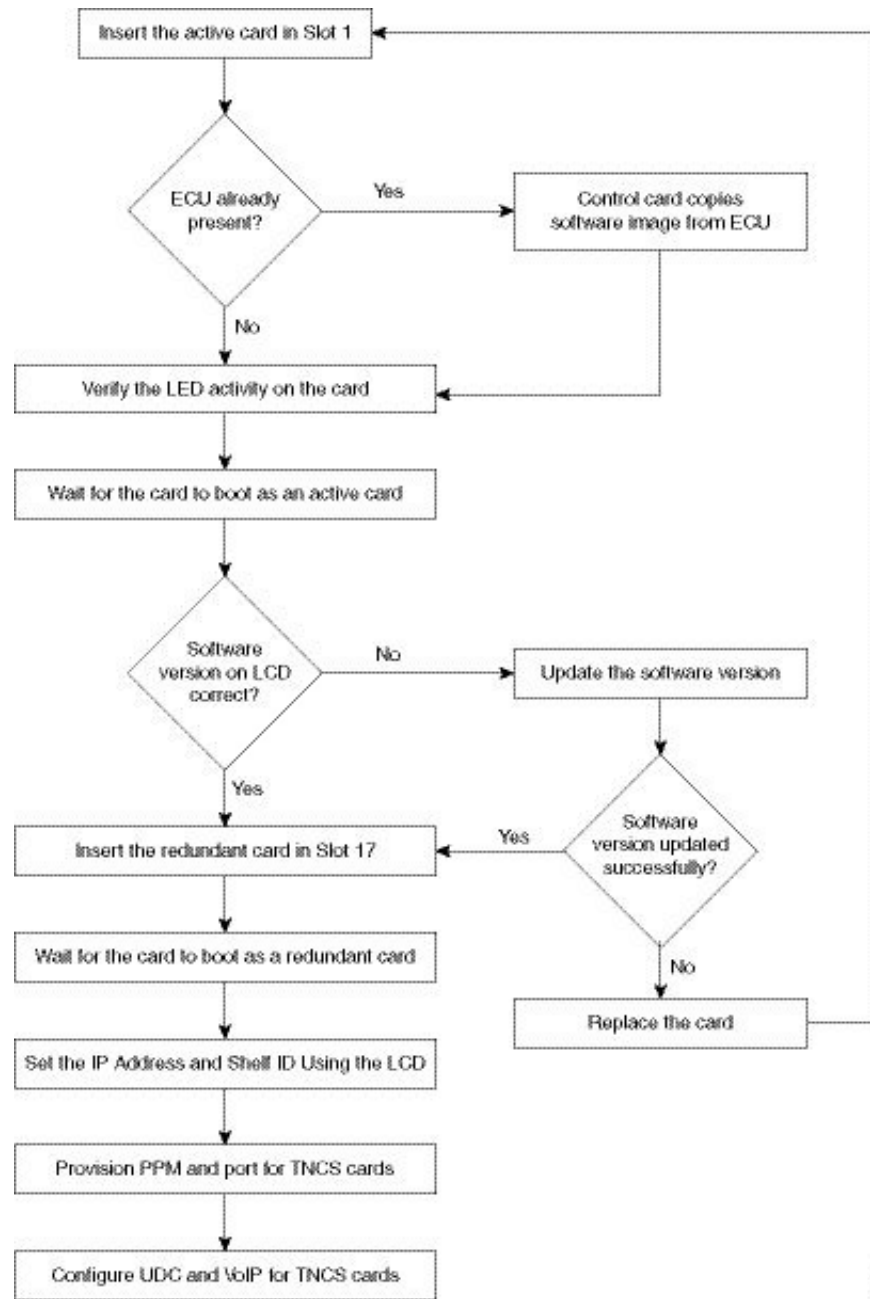 Insert the active card in Slot 1
ECU already
present?
Yes
Control card copies
software image from ECU
No
Verify the LED activity on the card
Wait for the card to boot as an active card
Software
version on LCD
correct?
No
Update the software version
Yes
Software
version updated
successfully?
Yes
Insert the redundant card in Slot 17
Wait for the card to boot as a redundant card
No
Replace the card
Set the IP Address and Shelf ID Using the LCD
Provision PPM and port for TNCS cards
Configure UDC and VoIP for TNCS cards